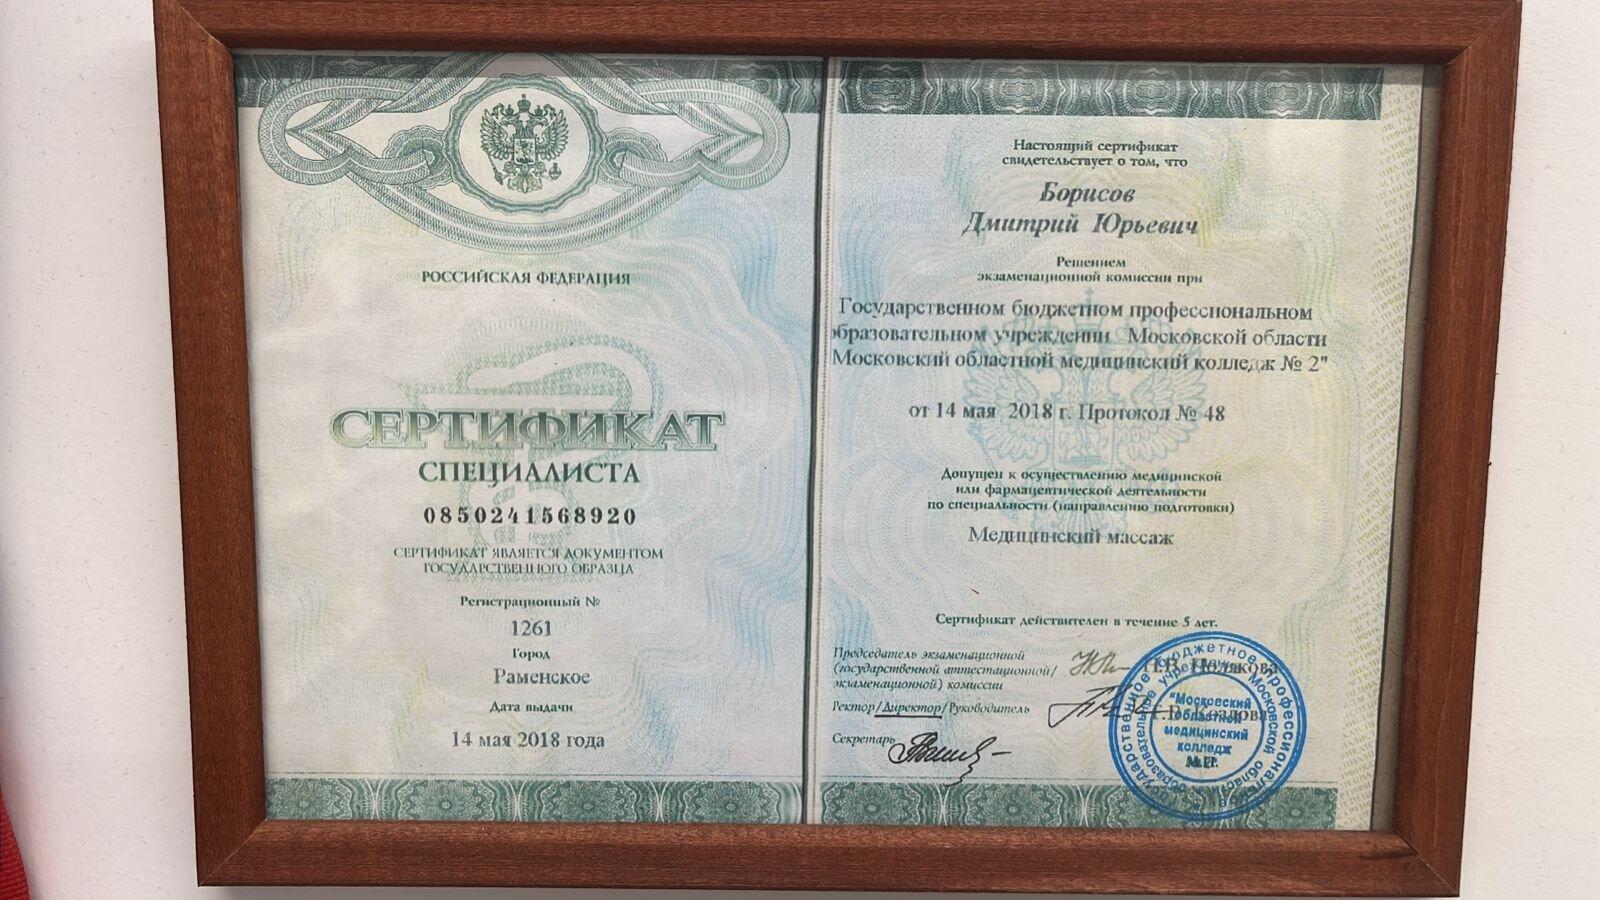 РОССИЙСКАЯ ФЕДЕРАЦИЯ
СЕРТИФИКАТ
СПЕЦИАЛИСТА
0850241568920
СЕРТИФИКАТ ЯВЛЯЕТСЯ ДОКУМЕНТОМ
ГОСУДАРСТВЕННОГО ОБРАЗЦА
Регистрационный №
1261
Город
Раменское
Дата выдачи
14 мая 2018 года
Настоящий сертификат
свидетельствует о том, что
Борисов
Дмитрий Юрьевич
Решением
экзаменационной комиссии при
Государственном бюджетном профессиональном
образовательном учреждении Московской области
Московский областной медицинский колледж № 2"
от 14 мая 2018 г. Протокол № 48
Допущен к осуществлению медицинской
или фармацевтической деятельности
по специальности (направлению подготовки)
Медицинский массаж
Сертификат действителен в течение 5 лет.
Председатель экзаменационной
(государственной аттестационной/
экзаменационной) комиссии
Полякова
Ректор/Директор/Руководитель
Козлова
Секретарь
"Московский
областной
медицинский
колледж